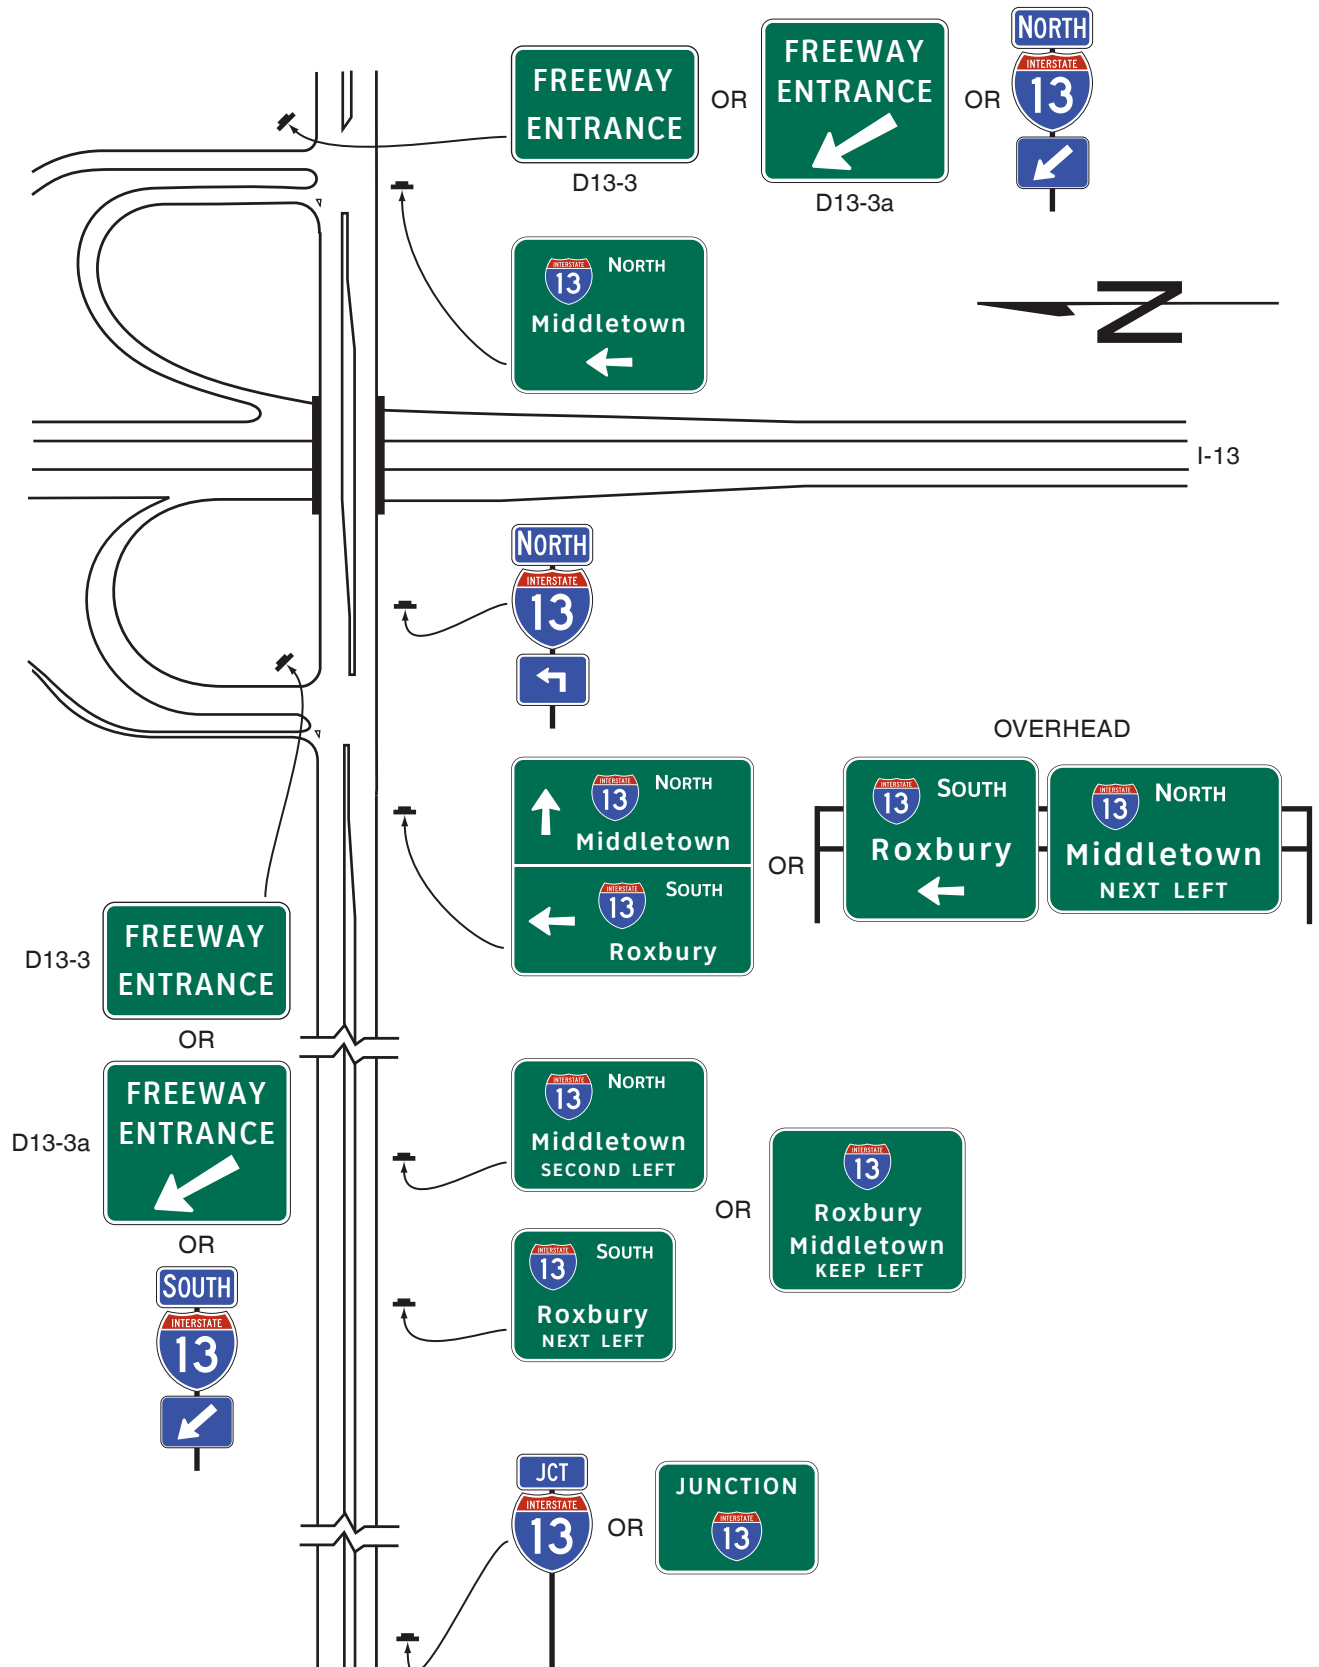 FREEWAY
ENTRANCE
D13-3
OR
FREEWAY
ENTRANCE
D13-3a
OR
NORTH
INTERSTATE
13
INTERSTATE
13
NORTH
Middletown
N
I-13
NORTH
INTERSTATE
13
OVERHEAD
INTERSTATE
13
NORTH
Middletown
INTERSTATE
13
SOUTH
Roxbury
OR
INTERSTATE
13
SOUTH
Roxbury
INTERSTATE
13
NORTH
Middletown
NEXT LEFT
D13-3
FREEWAY
ENTRANCE
OR
D13-3a
FREEWAY
ENTRANCE
OR
SOUTH
INTERSTATE
13
INTERSTATE
13
NORTH
Middletown
SECOND LEFT
INTERSTATE
13
SOUTH
Roxbury
NEXT LEFT
OR
INTERSTATE
13
Roxbury
Middletown
KEEP LEFT
JCT
INTERSTATE
13
OR
JUNCTION
INTERSTATE
13